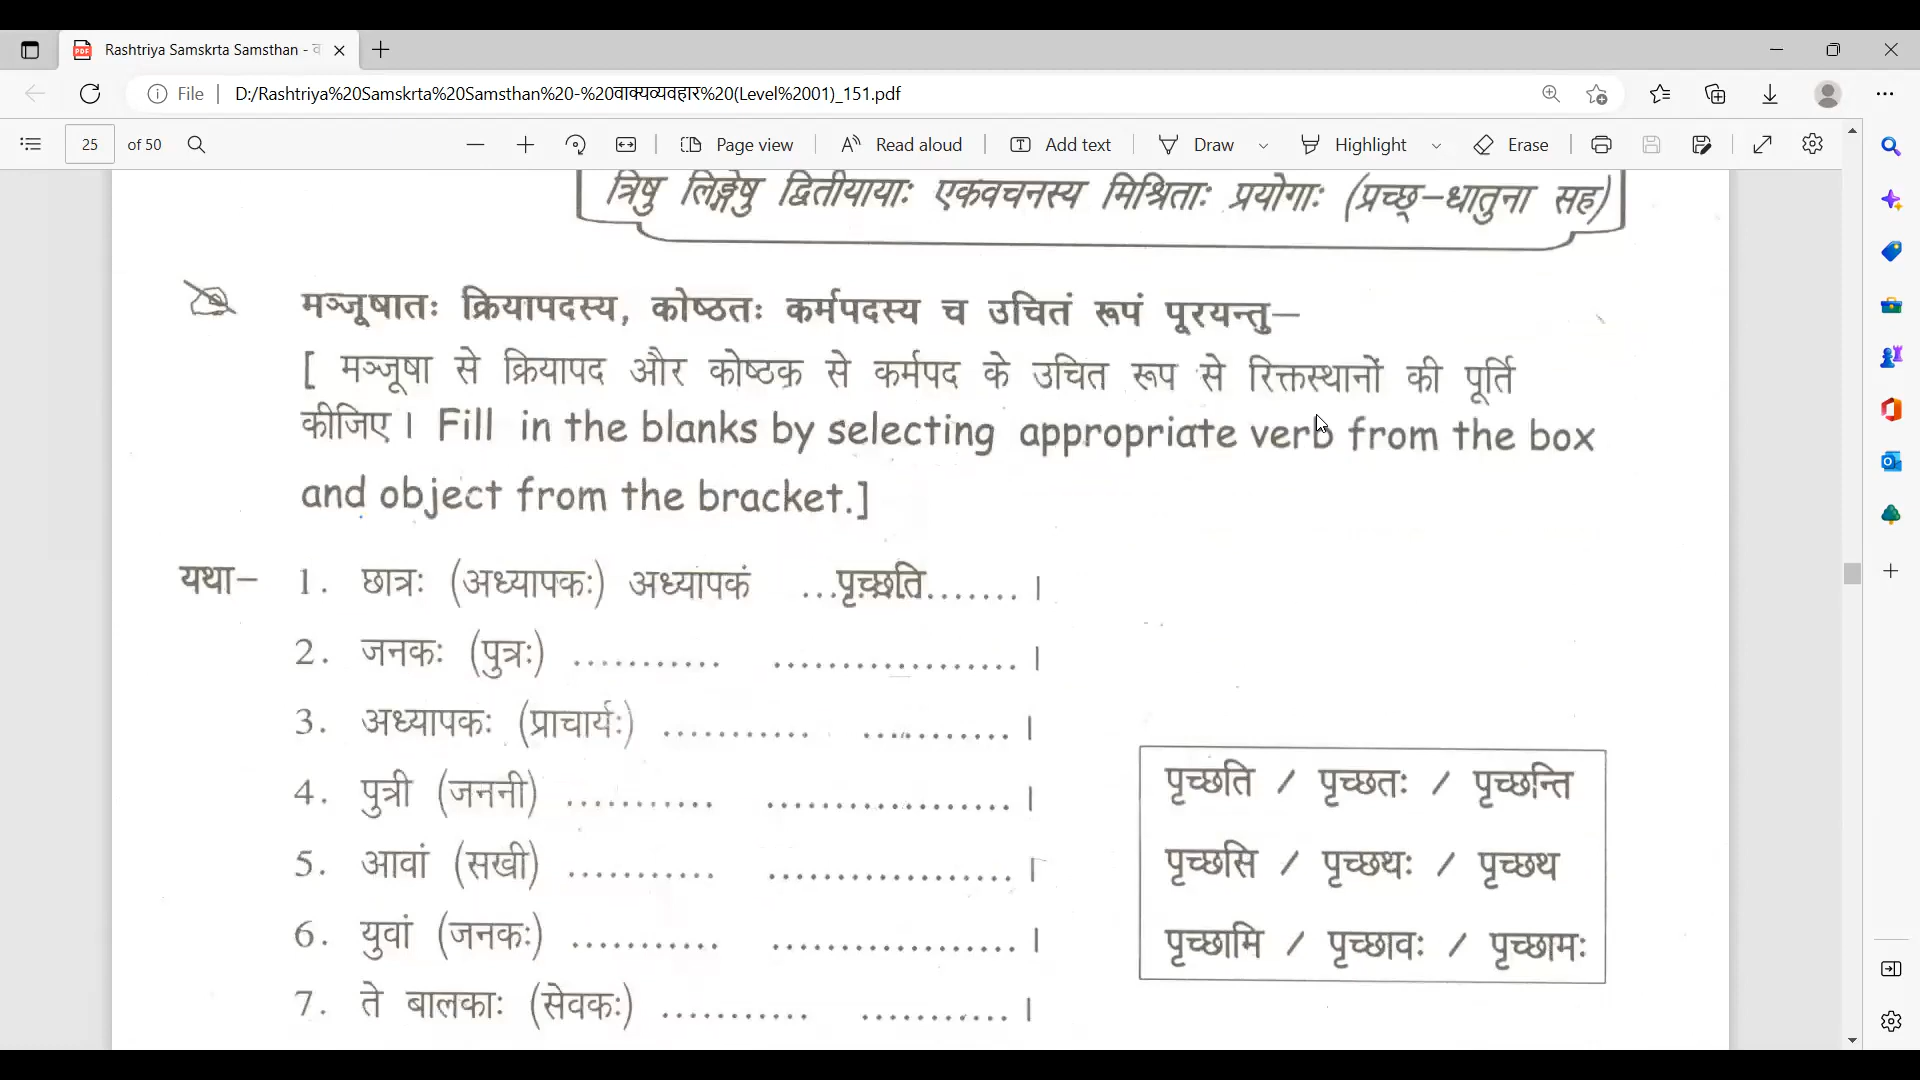 Rashtriya Samskrta Samsthan - व
File D:/Rashtriya%20Samskrta%20Samsthan%20-%20वाक्यव्यवहार%20(Level%2001)_151.pdf
25 of 50 Page view Read aloud Add text Draw Highlight Erase
त्रिषु लिङ्गेषु द्वितीयायाः एकवचनस्य मिश्रिताः प्रयोगाः (प्रच्छ्-धातुना सह)
मञ्जूषातः क्रियापदस्य, कोष्ठतः कर्मपदस्य च उचितं रूपं पूरयन्तु—
[ मञ्जूषा से क्रियापद और कोष्ठक से कर्मपद के उचित रूप से रिक्तस्थानों की पूर्ति
कीजिए । Fill in the blanks by selecting appropriate verb from the box
and object from the bracket.]
यथा— 1. छात्रः (अध्यापकः) अध्यापकं ...पृच्छति....... ।
2. जनकः (पुत्रः) ........... .................. ।
3. अध्यापकः (प्राचार्यः) ........... ........... ।
4. पुत्री (जननी) ........... .................. ।
5. आवां (सखी) ........... .................. ।
6. युवां (जनकः) ........... .................. ।
7. ते बालकाः (सेवकः) ........... ........... ।
पृच्छति / पृच्छतः / पृच्छन्ति
पृच्छसि / पृच्छथः / पृच्छथ
पृच्छामि / पृच्छावः / पृच्छामः